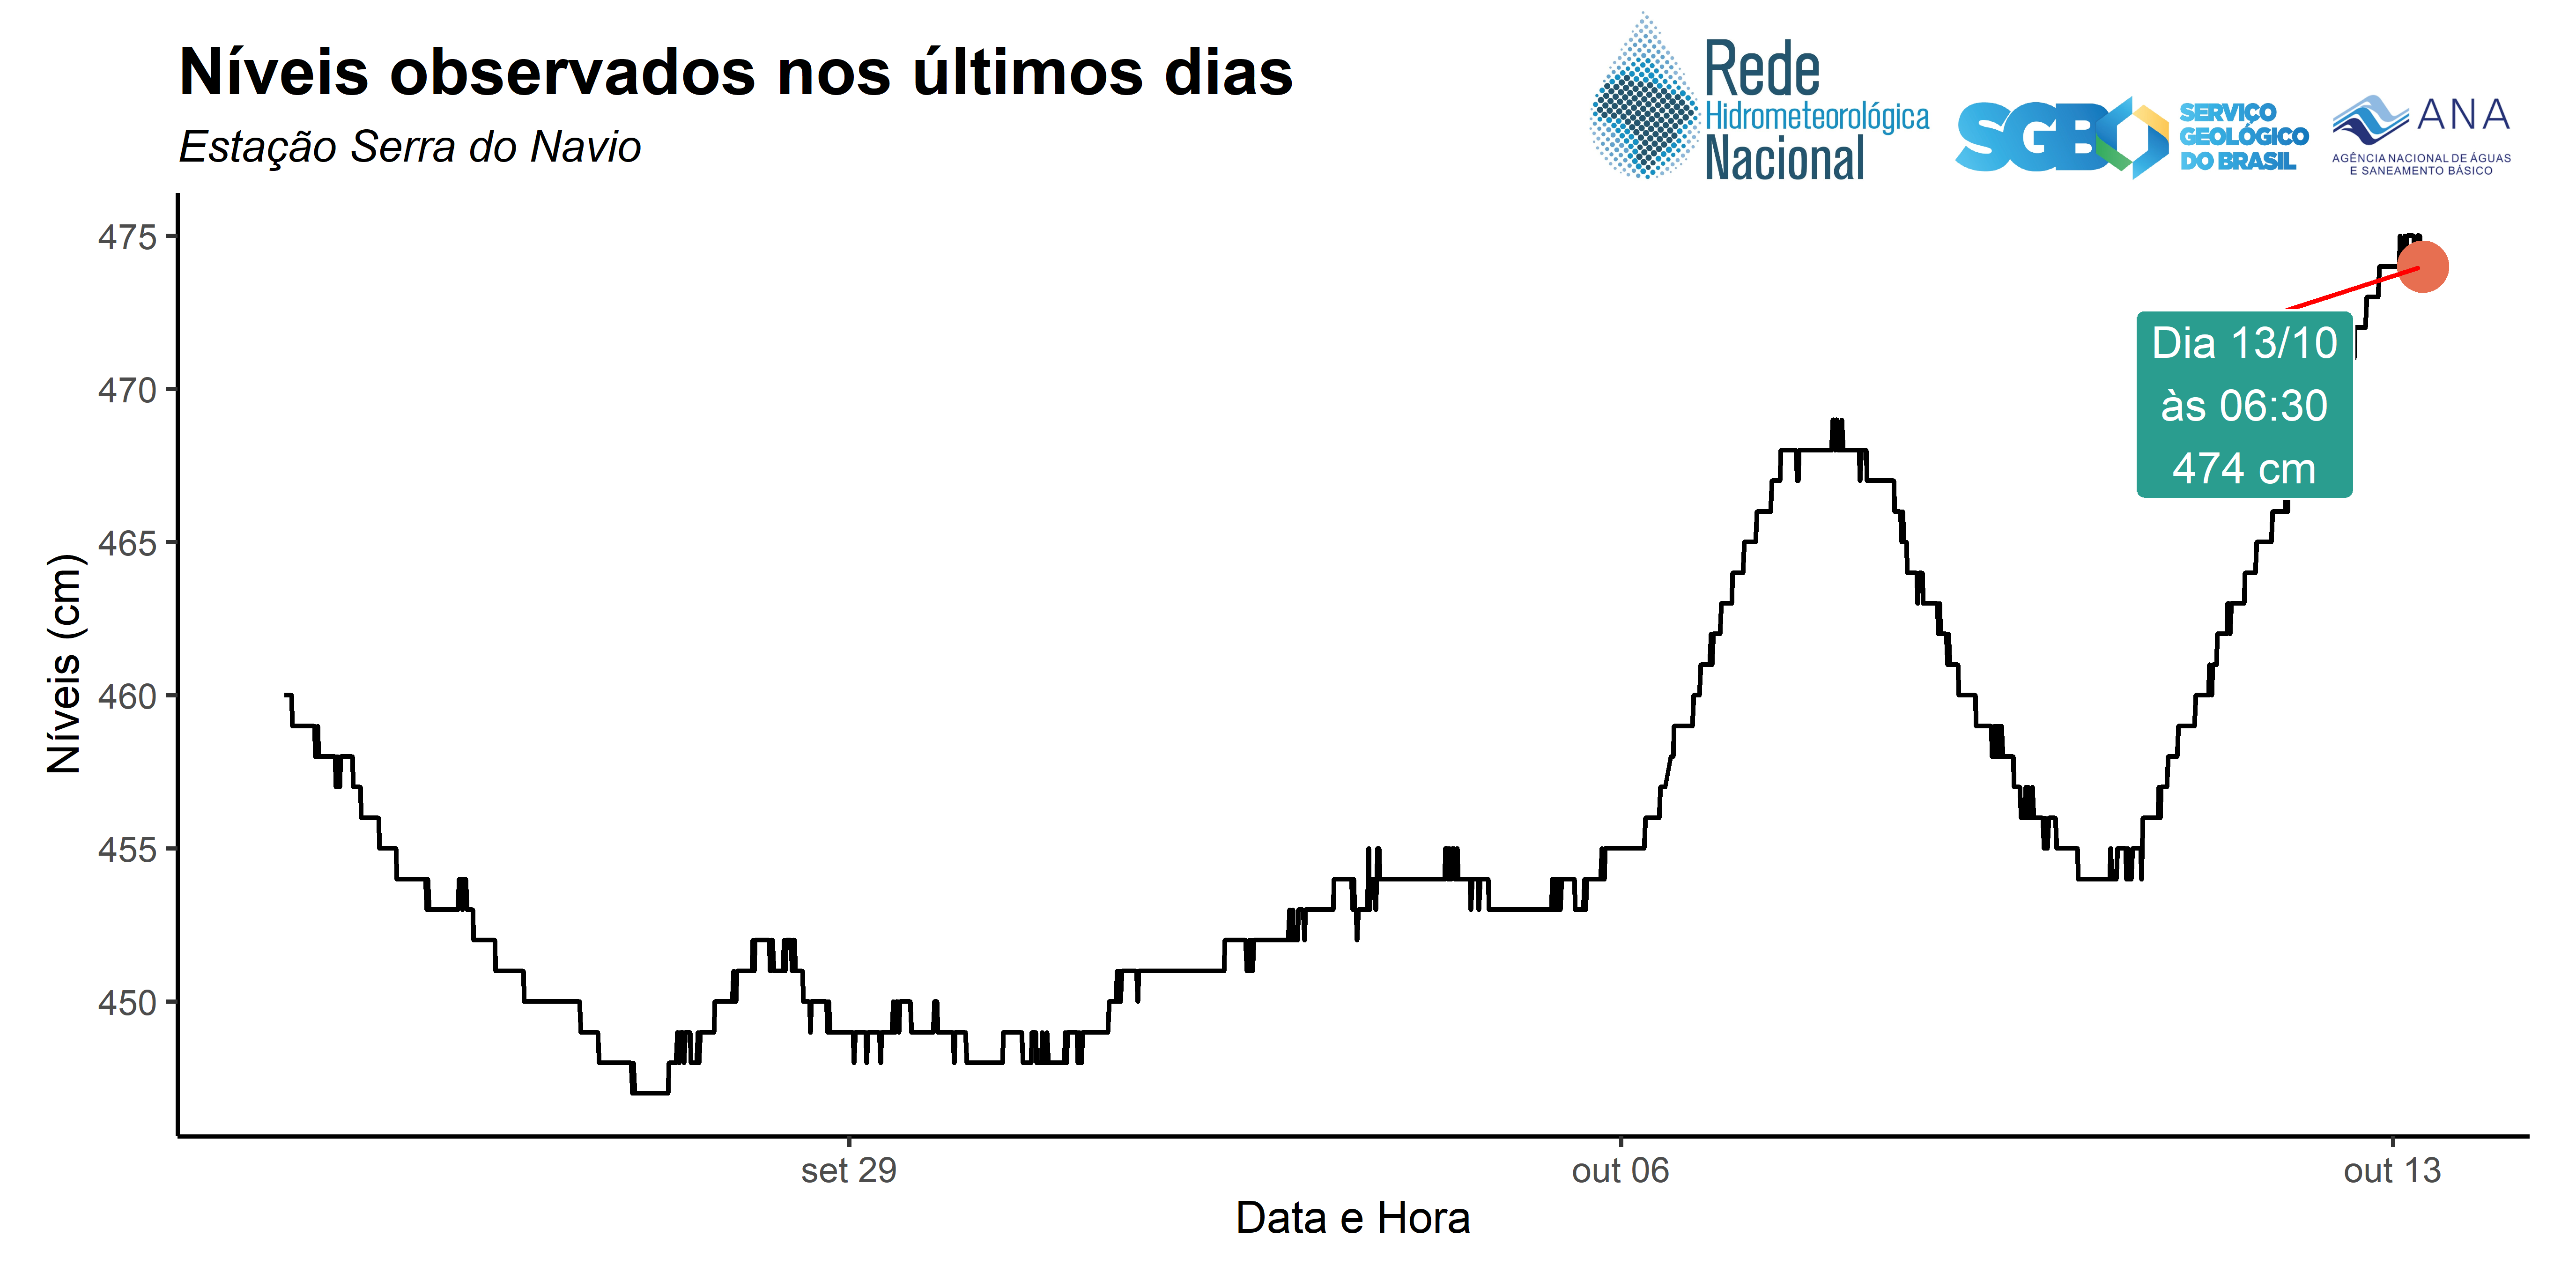 Níveis observados nos últimos dias
Estação Serra do Navio
Rede
Hidrometeorológica
Nacional
SGB
SERVIÇO
GEOLÓGICO
DO BRASIL
ANA
AGÊNCIA NACIONAL DE ÁGUAS
E SANEAMENTO BÁSICO
475
470
465
460
455
450
Níveis (cm)
Dia 13/10
às 06:30
474 cm
set 29
out 06
out 13
Data e Hora